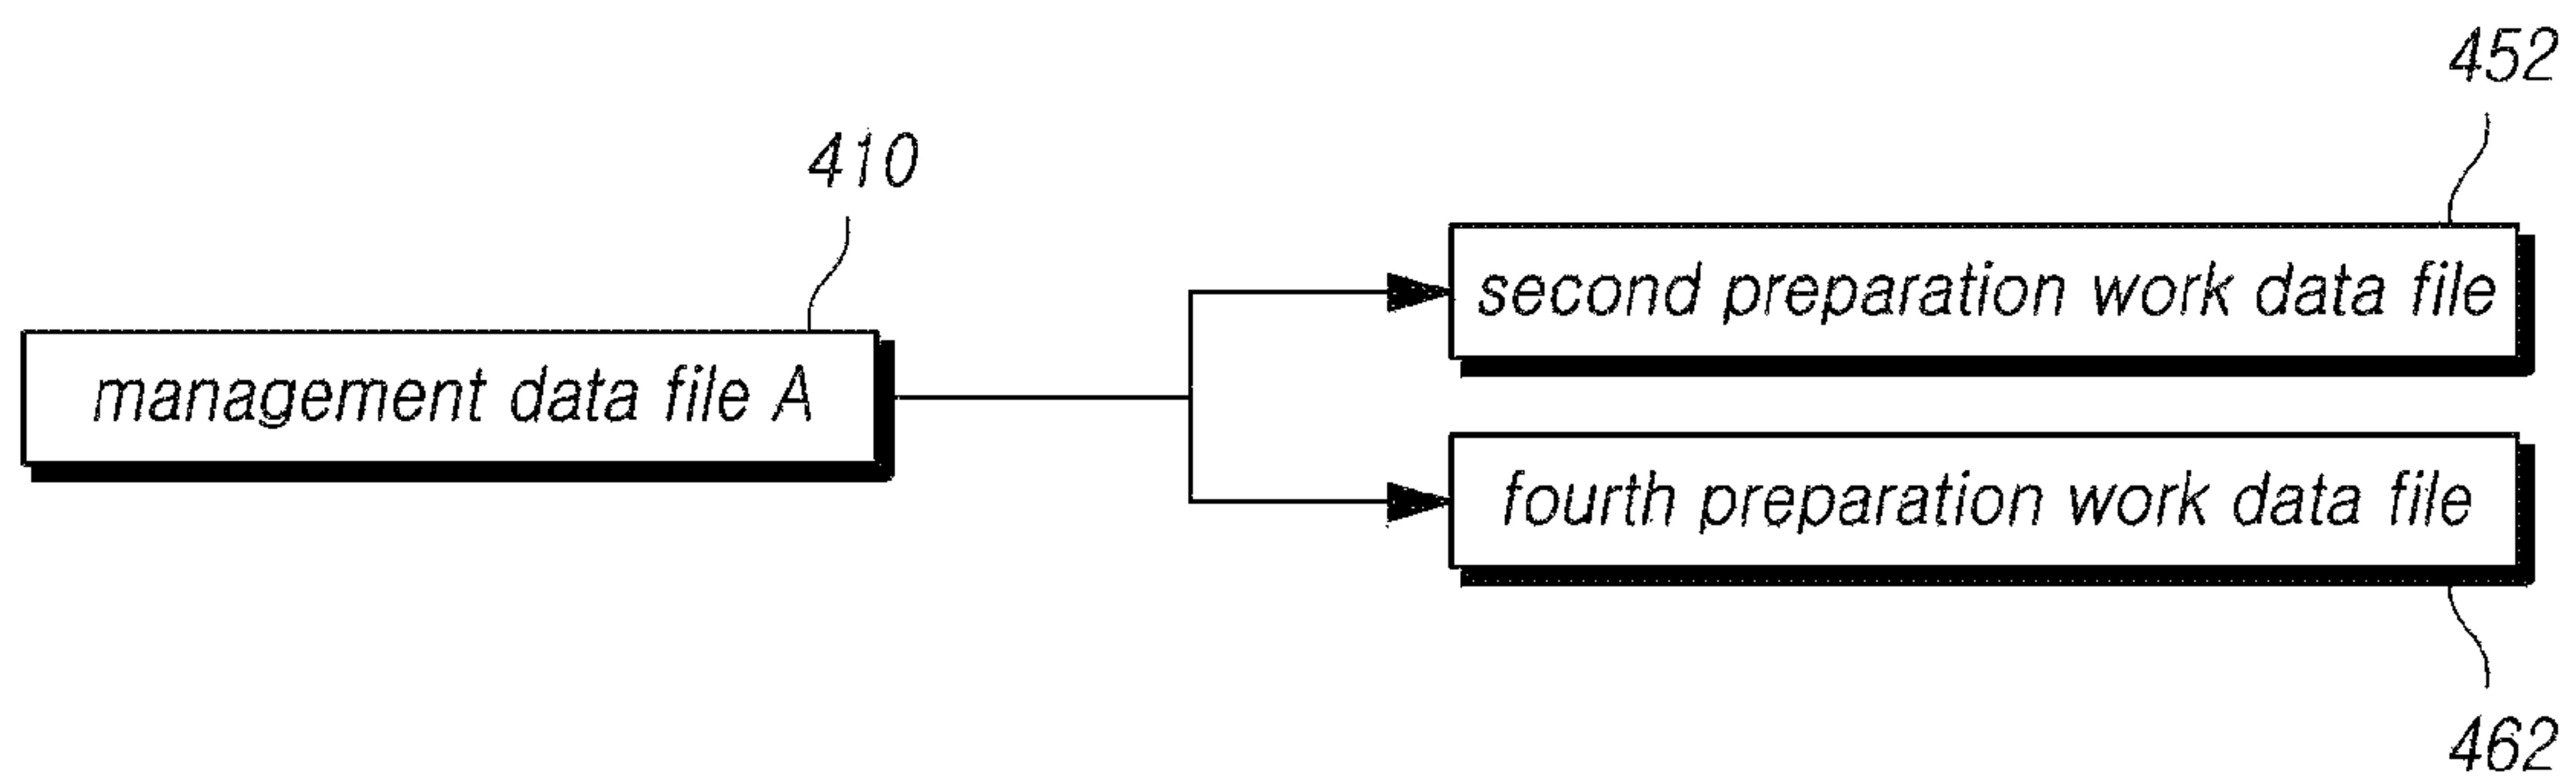 452
410
second preparation work data file
management data file A
fourth preparation work data file
462